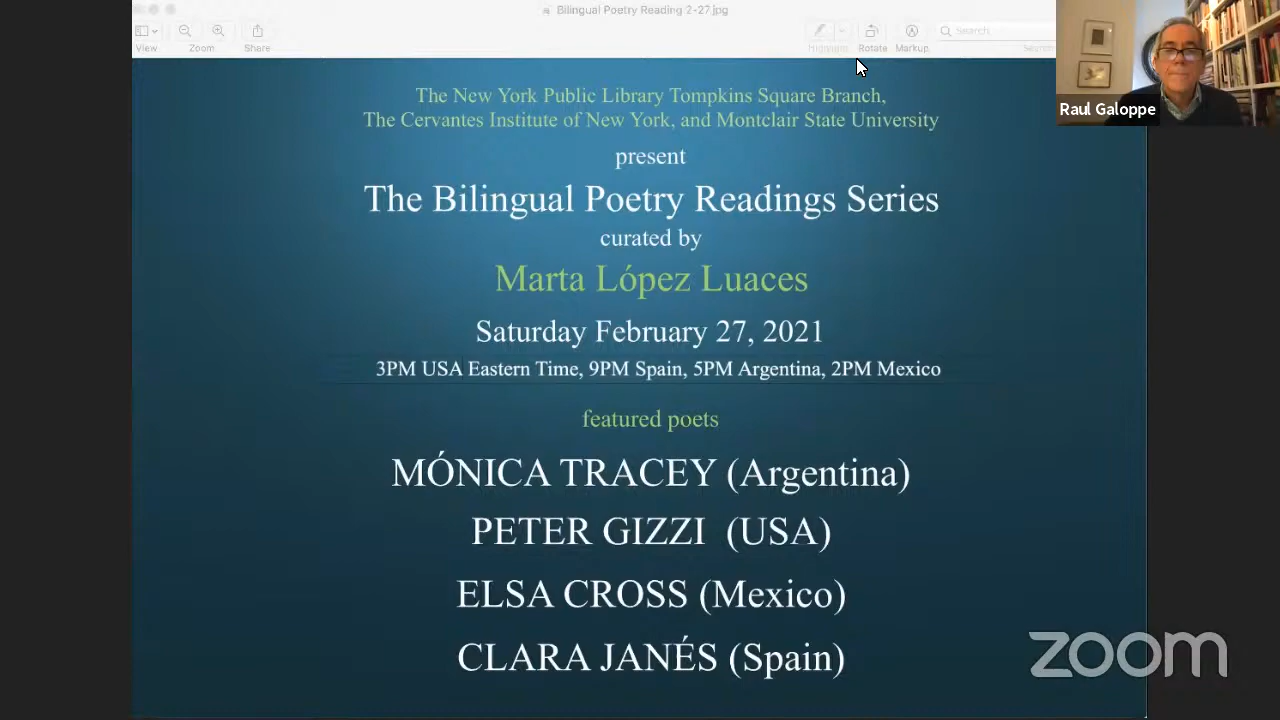 Bilingual Poetry Reading 2-27.jpg
View
Zoom
Share
Highlight
Rotate
Markup
Search
Search
Raul Galoppe
The New York Public Library Tompkins Square Branch,
The Cervantes Institute of New York, and Montclair State University
present
The Bilingual Poetry Readings Series
curated by
Marta López Luaces
Saturday February 27, 2021
3PM USA Eastern Time, 9PM Spain, 5PM Argentina, 2PM Mexico
featured poets
MÓNICA TRACEY (Argentina)
PETER GIZZI (USA)
ELSA CROSS (Mexico)
CLARA JANÉS (Spain)
zoom